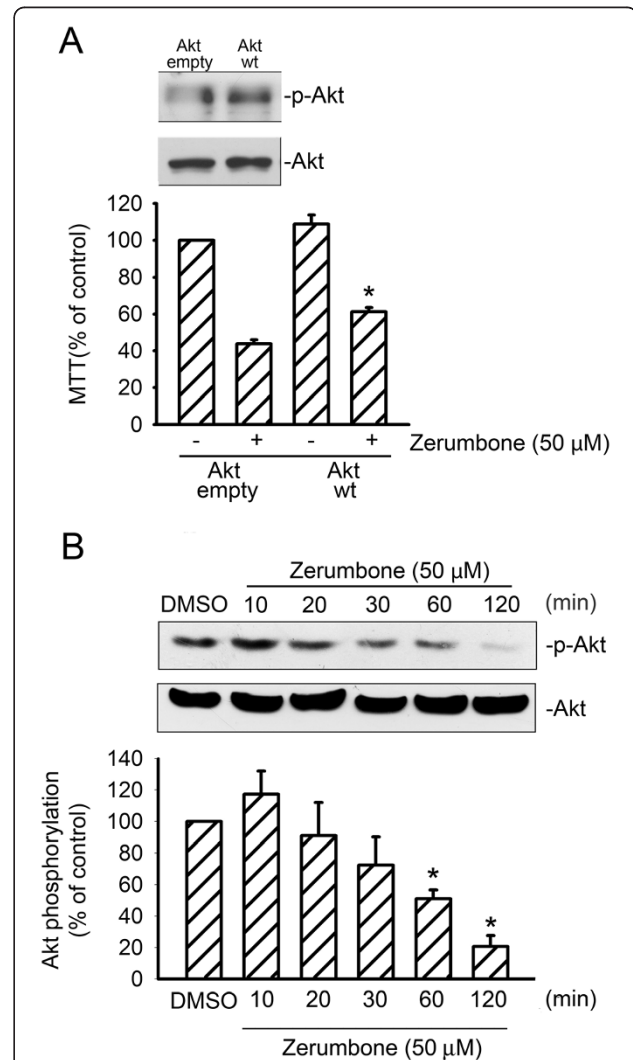 A
Akt Akt
empty wt
-p-Akt
-Akt
120
100
80
60
40
20
0
MTT(% of control)
*
- + - + Zerumbone (50 μM)
Akt Akt
empty wt
B
Zerumbone (50 μM)
DMSO 10 20 30 60 120 (min)
-p-Akt
-Akt
140
120
100
80
60
40
20
0
Akt phosphorylation
(% of control)
*
*
DMSO 10 20 30 60 120 (min)
Zerumbone (50 μM)